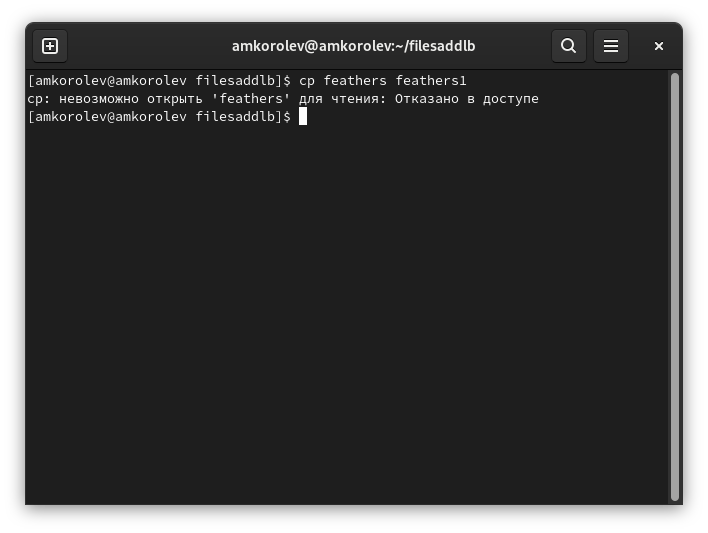 amkorolev@amkorolev:~/filesaddlb
[amkorolev@amkorolev filesaddlb]$ cp feathers feathers1
cp: невозможно открыть 'feathers' для чтения: Отказано в доступе
[amkorolev@amkorolev filesaddlb]$